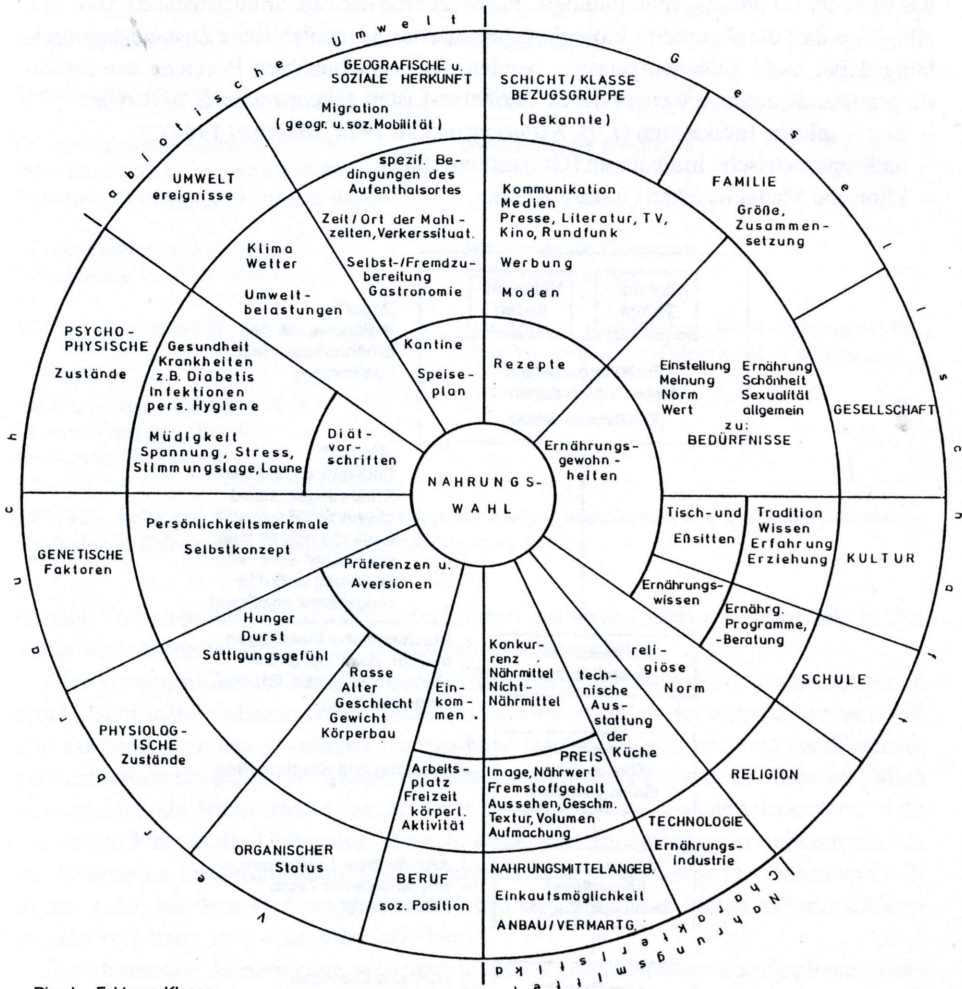 Umwelt
GEOGRAFISCHE u.
SOZIALE HERKUNFT
Migration
(geogr.u.soz.Mobilität)
spezif. Be-
dingungen des
Aufenthalsortes
Zeit/Ort der Mahl-
zeiten,Verkerssituat.
Selbst-/Fremdzu-
bereitung
Gastronomie
Kantine
Speise-
plan
SCHICHT/KLASSE
BEZUGSGRUPPE
(Bekannte)
Kommunikation
Medien
Presse, Literatur, TV,
Kino, Rundfunk
Werbung
Moden
Rezepte
Gesellschaft
FAMILIEN
Größe,
Zusammen-
setzung
GESELLSCHAFT
Einstellung
Meinung
Norm
Wert
Ernährung
Schönheit
Sexualität
allgemein
zu:
BEDÜRFNISSE
Ernährungs-
gewohn-
heiten
KULTUR
Tradition
Wissen
Erfahrung
Erziehung
Tisch-und
Eßsitten
Ernährungs-
wissen
Ernährg.
Programme,
-Beratung
SCHULE
RELIGION
reli-
giöse
Norm
TECHNOLOGIE
Ernährungs-
industrie
tech-
nische
Aus-
stattung
der
Küche
Konkur-
renz
Nährmittel
Nicht-
Nährmittel
PREIS
Image, Nährwert
Fremstoffgehalt
Aussehen,Geschm.
Textur, Volumen
Aufmachung
NAHRUNGSMITTELANGEB.
Einkaufsmöglichkeit
ANBAU/VERMARTG.
BERUF
soz. Position
Arbeits-
platz
Freizeit
körperl.
Aktivität
Ein-
kom-
men
ORGANISCHER
Status
Rasse
Alter
Geschlecht
Gewicht
Körperbau
PHYSIOLOG-
ISCHE
Zustände
Hunger
Durst
Sättigungsgefühl
GENETISCHE
Faktoren
Persönlichkeitsmerkmale
Selbstkonzept
Präferenzen u.
Aversionen
PSYCHO-
PHYSISCHE
Zustände
Gesundheit
Krankheiten
z.B. Diabetis
Infektionen
pers. Hygiene
Müdigkeit
Spannung, Stress,
Stimmungslage,Laune
Diät-
vor-
schriften
UMWELT
ereignisse
Klima
Wetter
Umwelt-
belastungen
NAHRUNGS-
WAHL
abiotisch
Verbraucher